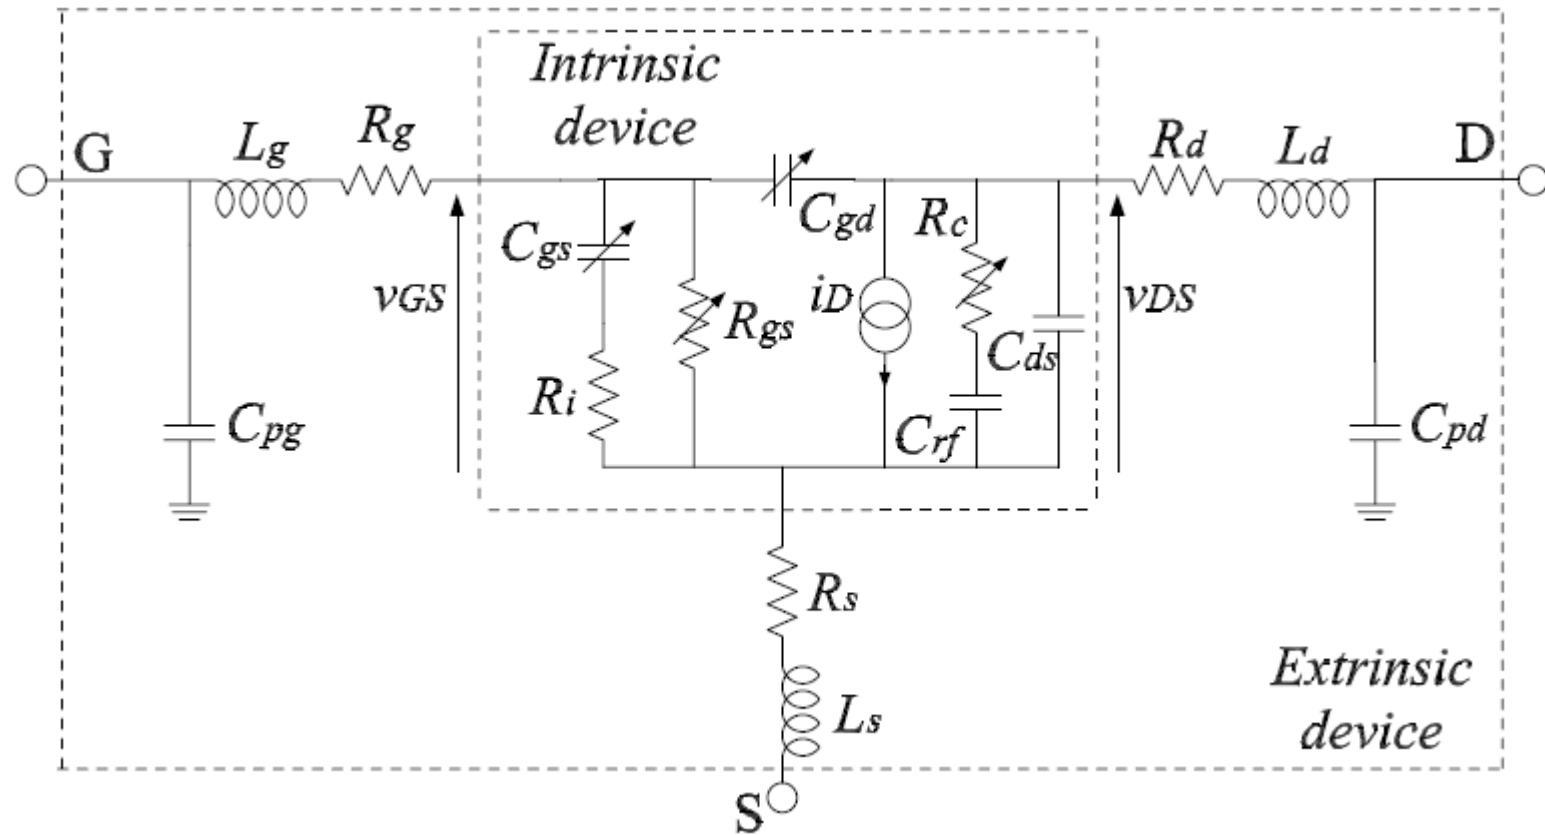 Intrinsic
device
G
Lg
Rg
Rd
Ld
D
Cgs
Cgd
Rc
vGS
Rgs
iD
vDS
Cds
Ri
Cpg
Crf
Cpd
Rs
Ls
Extrinsic
device
S